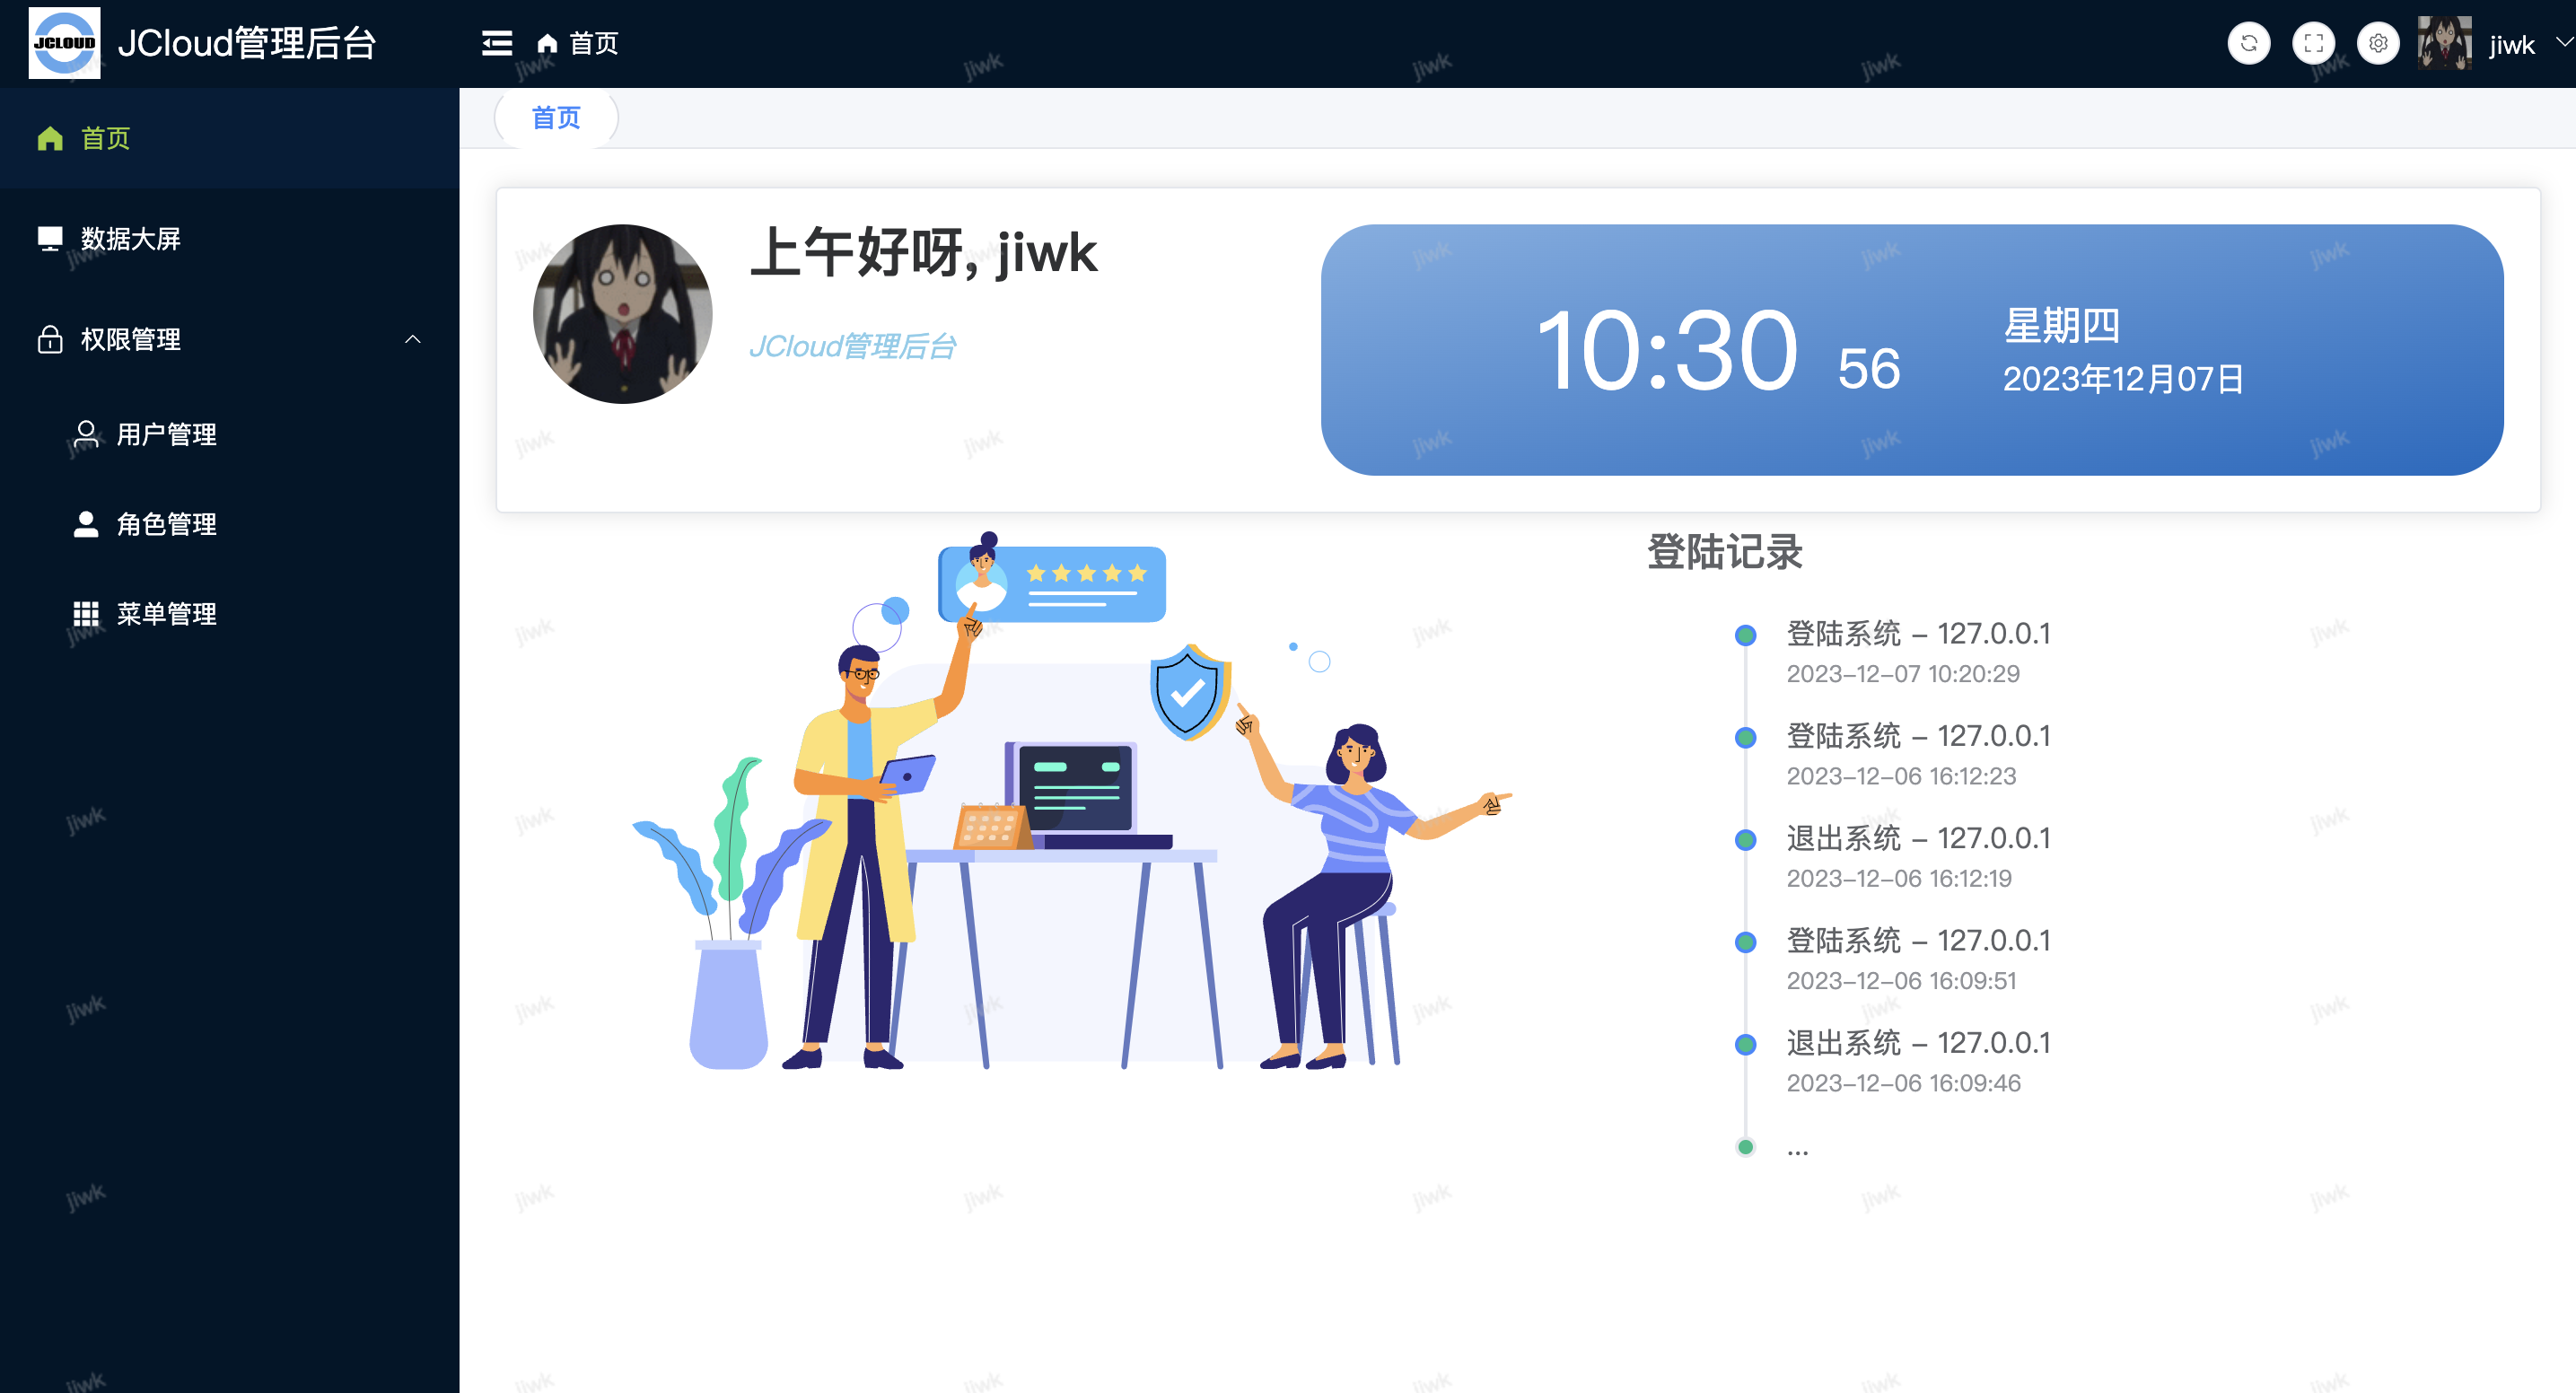 JCLOUD
JCloud管理后台
首页
jiwk
首页
数据大屏
权限管理
用户管理
角色管理
菜单管理
首页
上午好呀, jiwk
JCloud管理后台
10:30 56
星期四
2023年12月07日
登陆记录
登陆系统 – 127.0.0.1
2023–12–07 10:20:29
登陆系统 – 127.0.0.1
2023–12–06 16:12:23
退出系统 – 127.0.0.1
2023–12–06 16:12:19
登陆系统 – 127.0.0.1
2023–12–06 16:09:51
退出系统 – 127.0.0.1
2023–12–06 16:09:46
...
jiwk